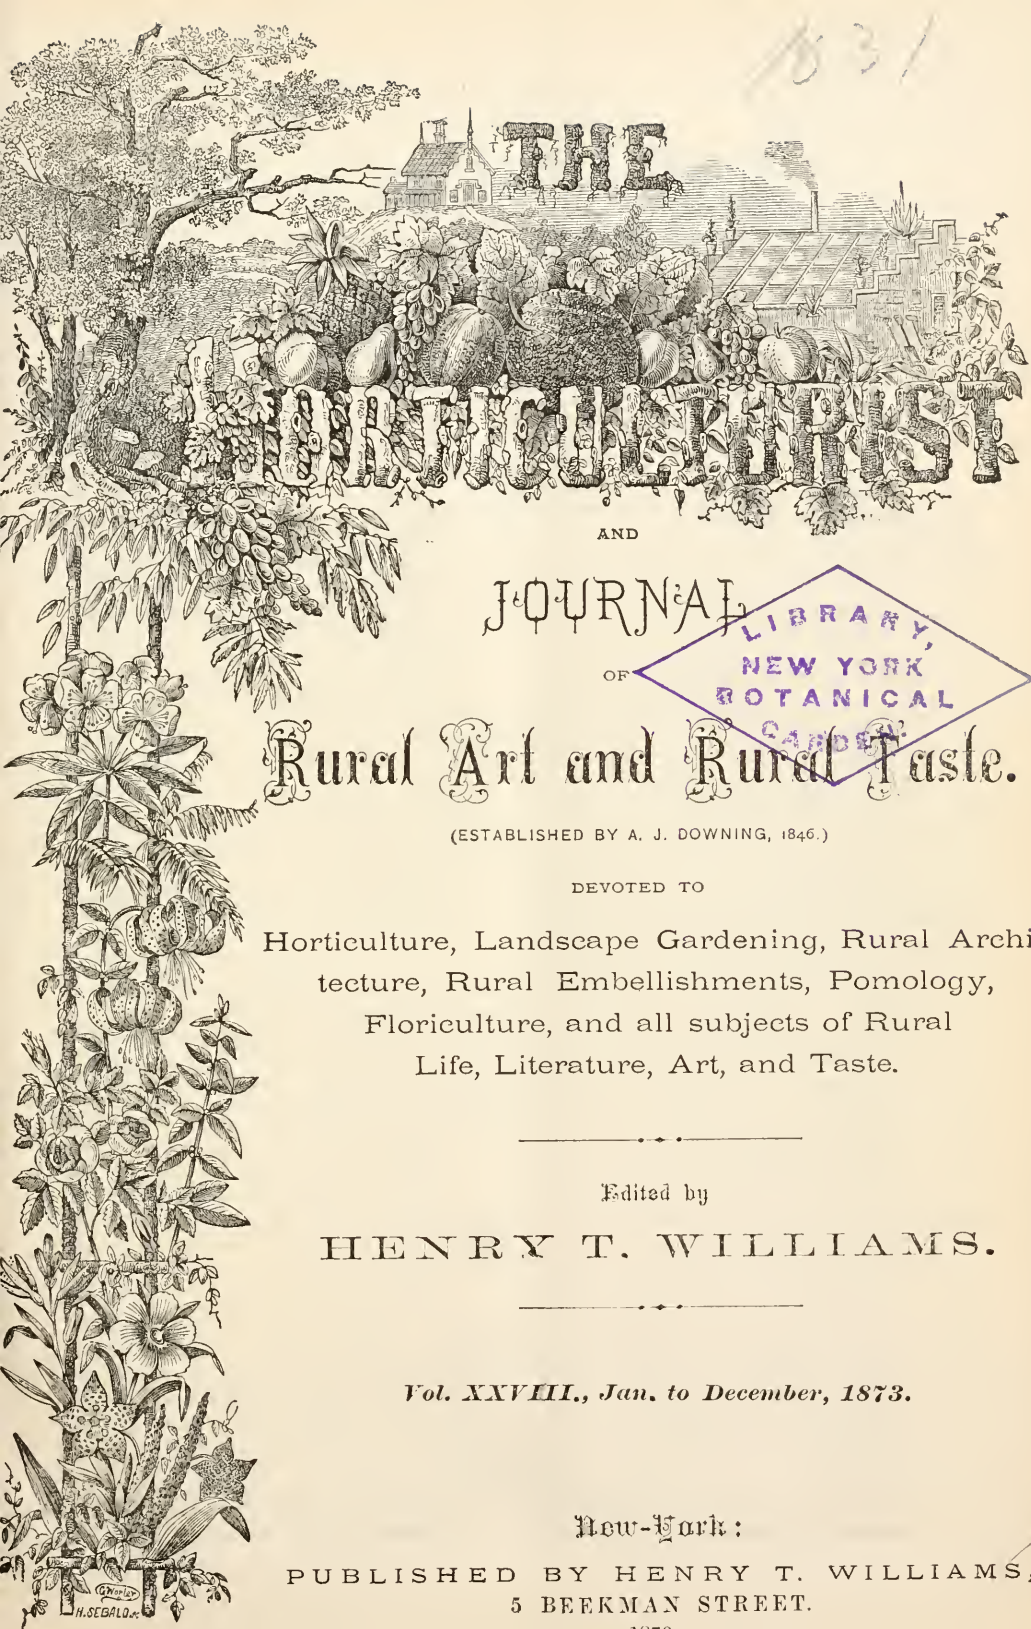 1831
THE
HORTICULTURIST
AND
JOURNAL
OF
LIBRARY,
NEW YORK
BOTANICAL
GARDEN.
Rural Art and Rural Taste.
(ESTABLISHED BY A. J. DOWNING, 1846.)
DEVOTED TO
Horticulture, Landscape Gardening, Rural Archi
tecture, Rural Embellishments, Pomology,
Floriculture, and all subjects of Rural
Life, Literature, Art, and Taste.
Edited by
HENRY T. WILLIAMS.
Vol. XXVIII., Jan. to December, 1873.
New-York:
PUBLISHED BY HENRY T. WILLIAMS,
5 BEEKMAN STREET.
H. SEBALD